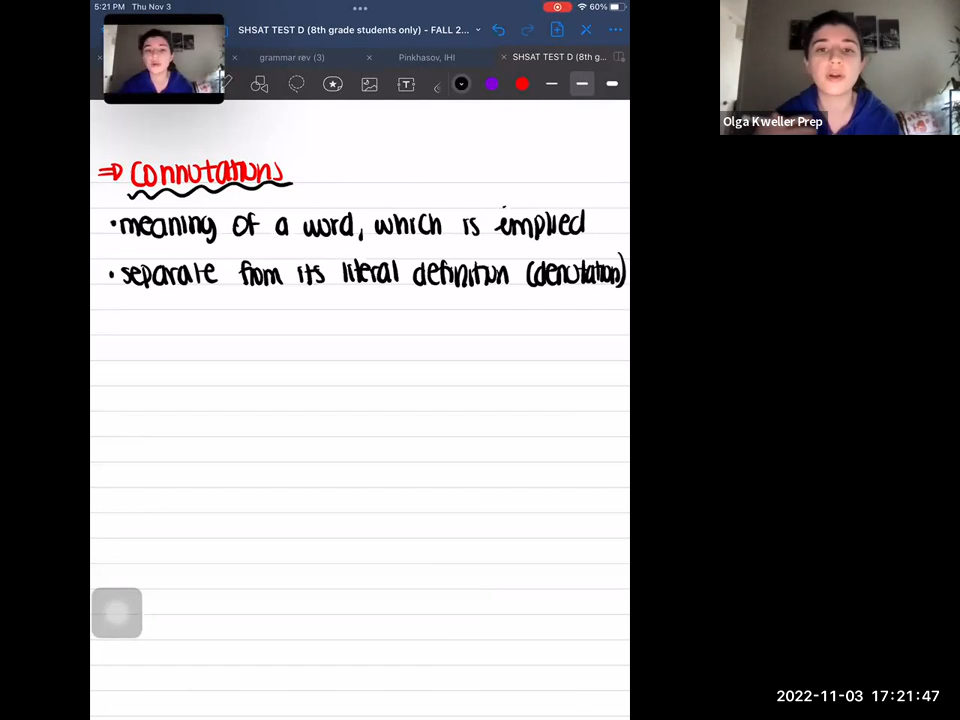 5:21 PM Thu Nov 3
60%
SHSAT TEST D (8th grade students only) - FALL 2...
grammar rev (3)
Pinkhasov, IHI
SHSAT TEST D (8th g...
T
Olga Kweller Prep
⇒ Connotations
• meaning of a word, which is implied
• separate from its literal definition (denotation)
2022-11-03 17:21:47